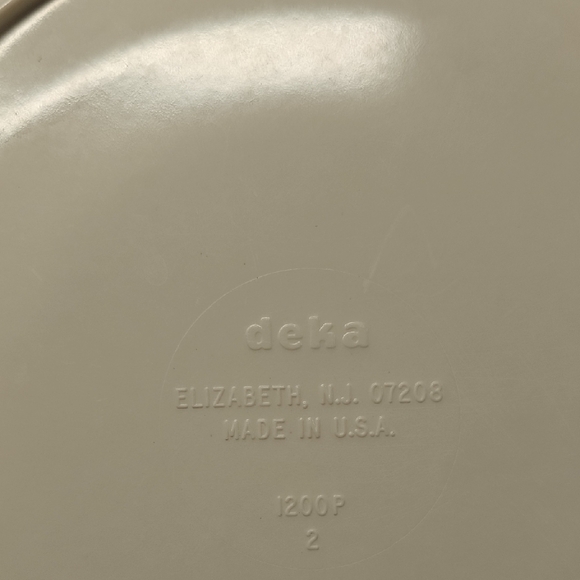 deka
ELIZABETH, N.J. 07208
MADE IN U.S.A.
1200P
2